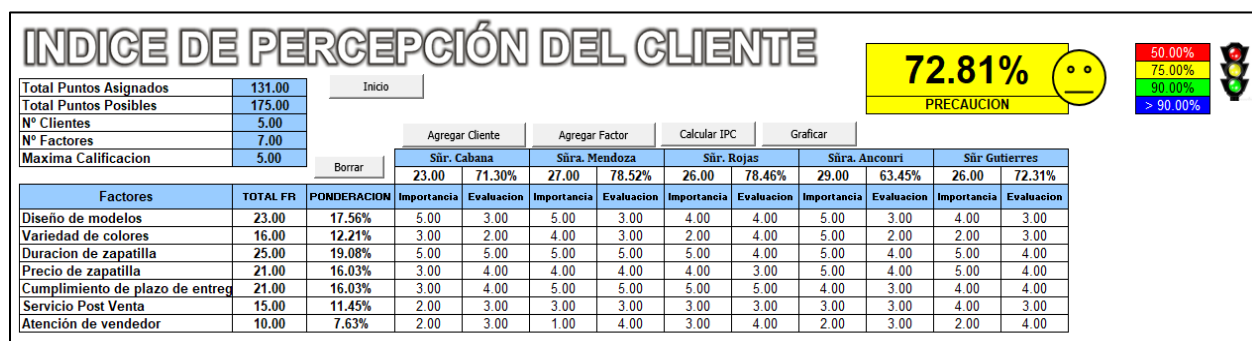 INDICE DE PERCEPCIÓN DEL CLIENTE
72.81%
PRECAUCION
50.00%
75.00%
90.00%
> 90.00%
Total Puntos Asignados 131.00
Total Puntos Posibles 175.00
Nº Clientes 5.00
Nº Factores 7.00
Maxima Calificacion 5.00
Inicio
Borrar
Agregar Cliente Agregar Factor Calcular IPC Graficar
Sñr. Cabana Sñra. Mendoza Sñr. Rojas Sñra. Anconri Sñr Gutierres
23.00 71.30% 27.00 78.52% 26.00 78.46% 29.00 63.45% 26.00 72.31%
Factores TOTAL FR PONDERACION Importancia Evaluacion Importancia Evaluacion Importancia Evaluacion Importancia Evaluacion Importancia Evaluacion
Diseño de modelos 23.00 17.56% 5.00 3.00 5.00 3.00 4.00 4.00 5.00 3.00 4.00 3.00
Variedad de colores 16.00 12.21% 3.00 2.00 4.00 3.00 2.00 4.00 5.00 2.00 2.00 3.00
Duracion de zapatilla 25.00 19.08% 5.00 5.00 5.00 5.00 5.00 4.00 5.00 4.00 5.00 4.00
Precio de zapatilla 21.00 16.03% 3.00 4.00 4.00 4.00 4.00 3.00 5.00 4.00 5.00 4.00
Cumplimiento de plazo de entreg 21.00 16.03% 3.00 4.00 5.00 5.00 5.00 5.00 4.00 3.00 4.00 4.00
Servicio Post Venta 15.00 11.45% 2.00 3.00 3.00 3.00 3.00 3.00 3.00 3.00 4.00 3.00
Atención de vendedor 10.00 7.63% 2.00 3.00 1.00 4.00 3.00 4.00 2.00 3.00 2.00 4.00